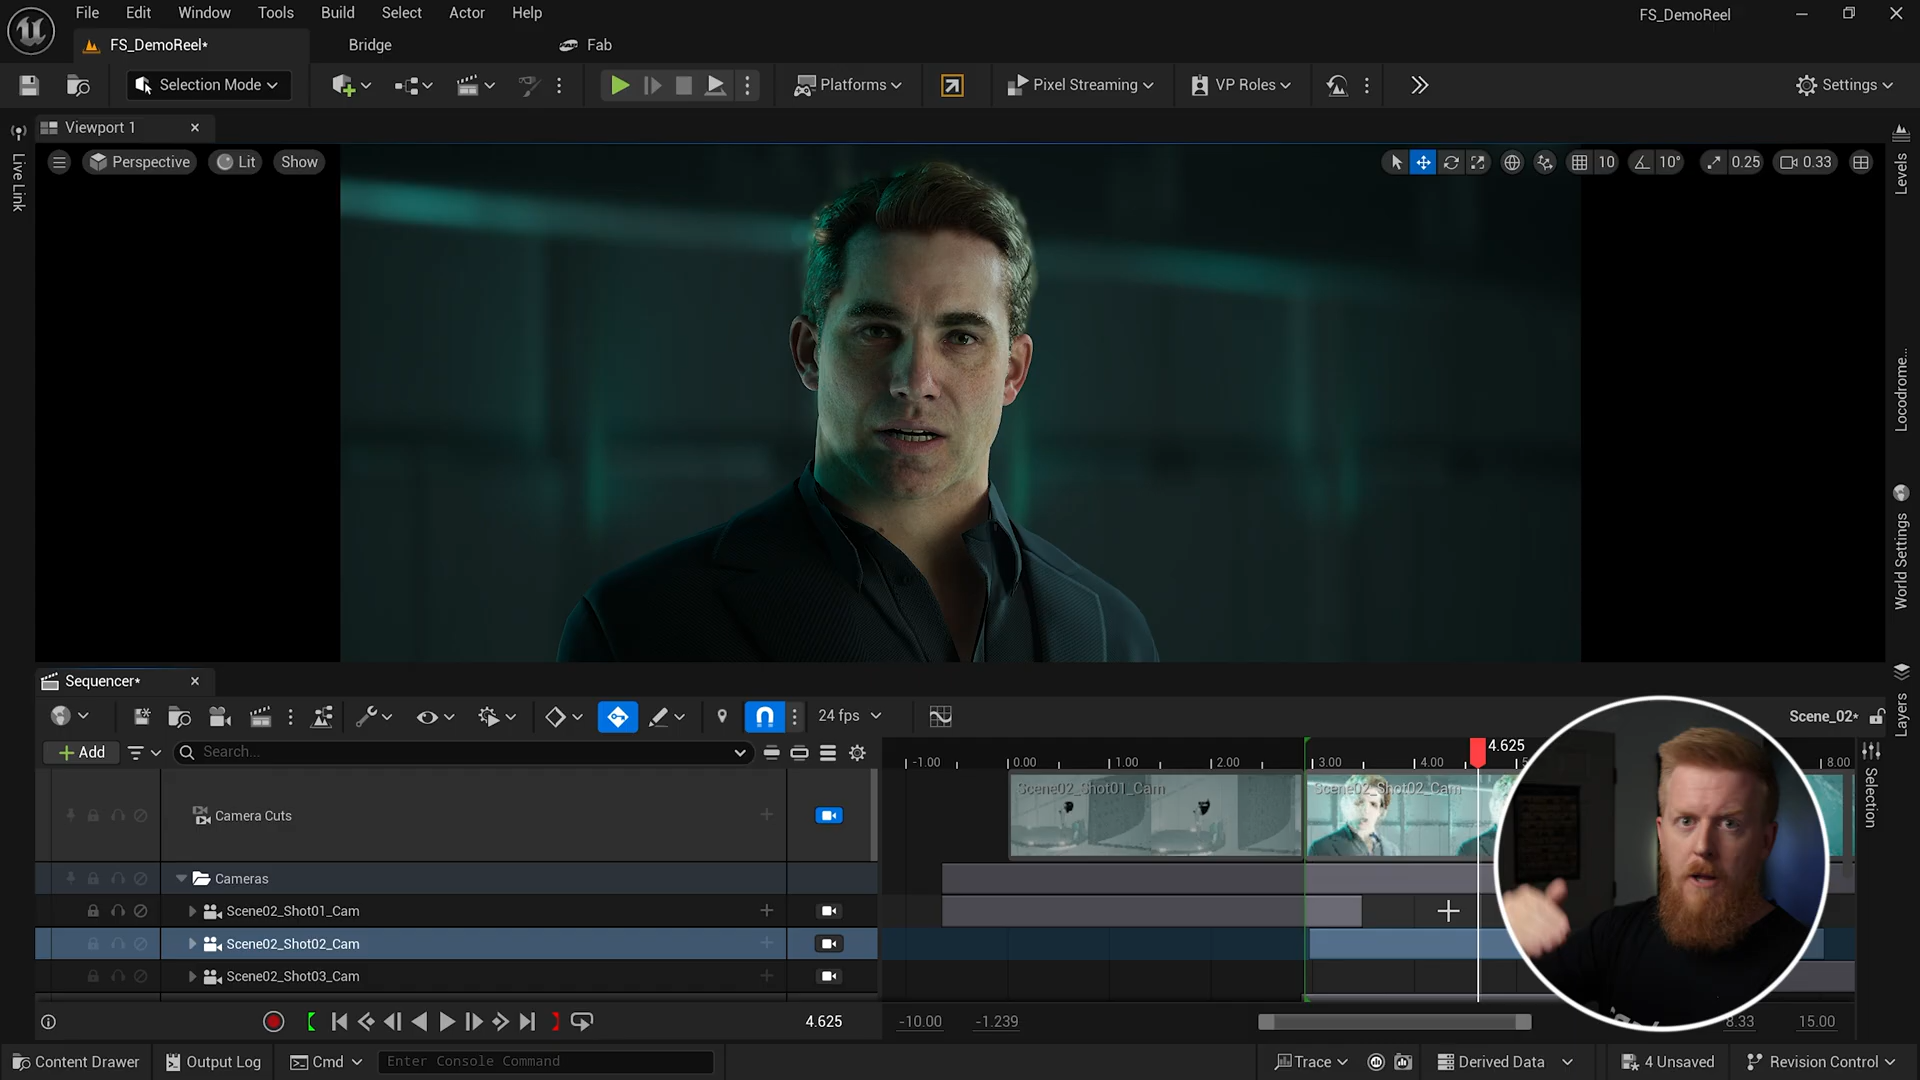 File Edit Window Tools Build Select Actor Help
FS_DemoReel
FS_DemoReel*
Bridge
Fab
Selection Mode
Platforms
Pixel Streaming
VP Roles
Settings
Live Link
Viewport 1
Perspective
Lit
Show
10
10°
0.25
0.33
Levels
Locodrome...
World Settings
Layers
Selection
Sequencer*
24 fps
Scene_02*
Add
Search...
4.625
-1.00
0.00
1.00
2.00
3.00
4.00
5
8.00
Camera Cuts
Scene02_Shot01_Cam
Scene02_Shot02_Cam
Cameras
Scene02_Shot01_Cam
Scene02_Shot02_Cam
Scene02_Shot03_Cam
4.625
-10.00
-1.239
8.33
15.00
Content Drawer
Output Log
Cmd
Enter Console Command
Trace
Derived Data
4 Unsaved
Revision Control